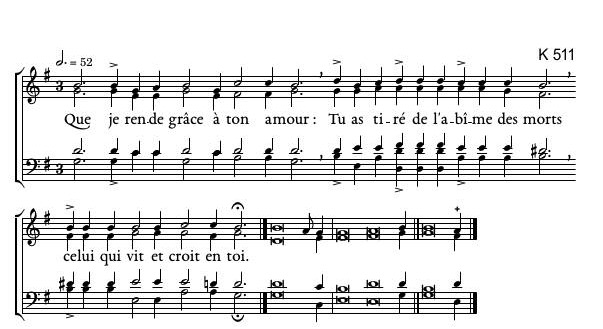 K 511
𝅗𝅥. = 52
Que je ren-de grâce à ton amour : Tu as ti-ré de l'a-bî-me des morts
celui qui vit et croit en toi.